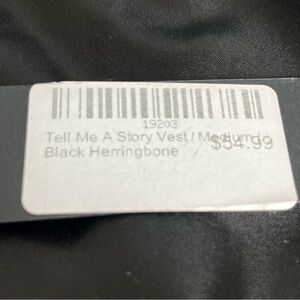 19203
Tell Me A Story Vest / Medium /
Black Herringbone
$54.99